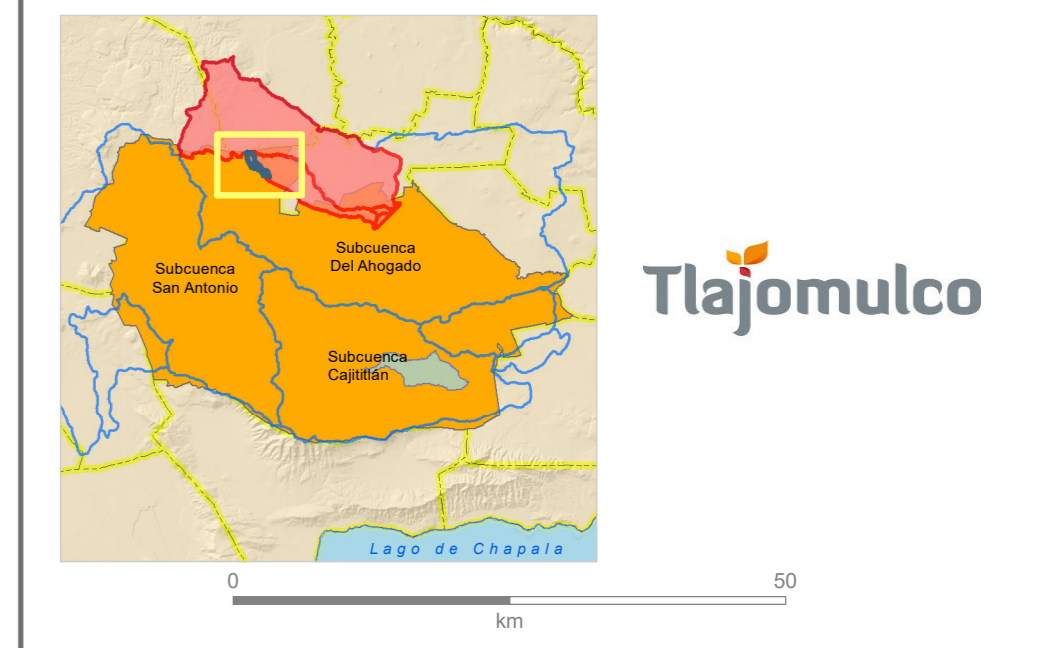 Subcuenca
Del Ahogado
Subcuenca
San Antonio
Subcuenca
Cajititlán
Lago de Chapala
Tlajomulco
0
50
km